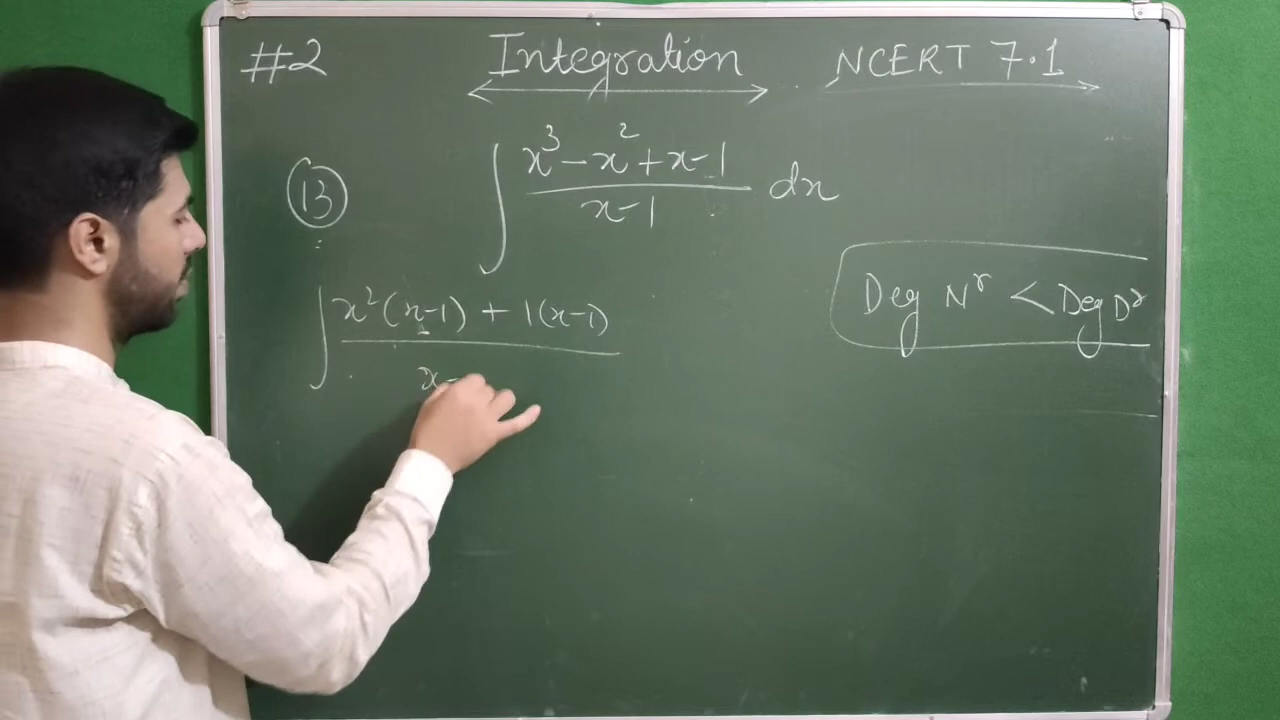 #2 Integration NCERT 7.1
13 ∫ x³-x²+x-1 / x-1 dx
Deg Nʳ < Deg Dʳ
∫ x²(x-1) + 1(x-1) / x-